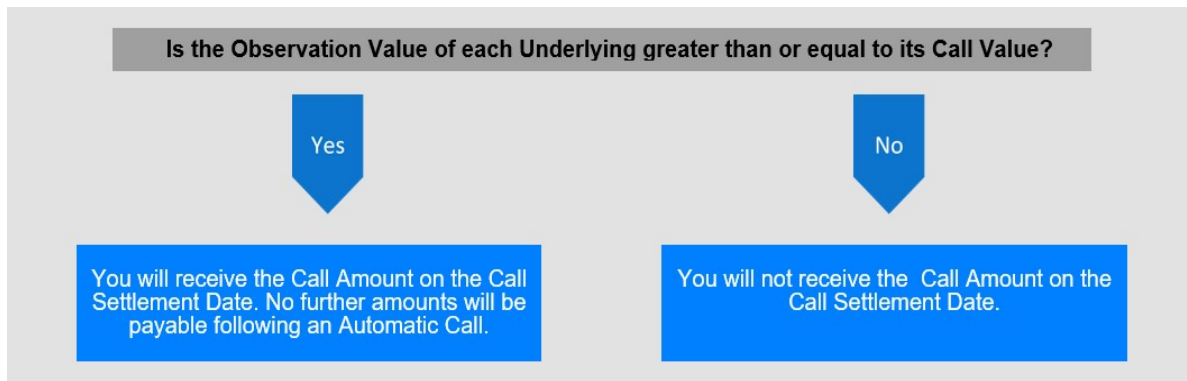 Is the Observation Value of each Underlying greater than or equal to its Call Value?
Yes
No
You will receive the Call Amount on the Call
Settlement Date. No further amounts will be
payable following an Automatic Call.
You will not receive the Call Amount on the
Call Settlement Date.